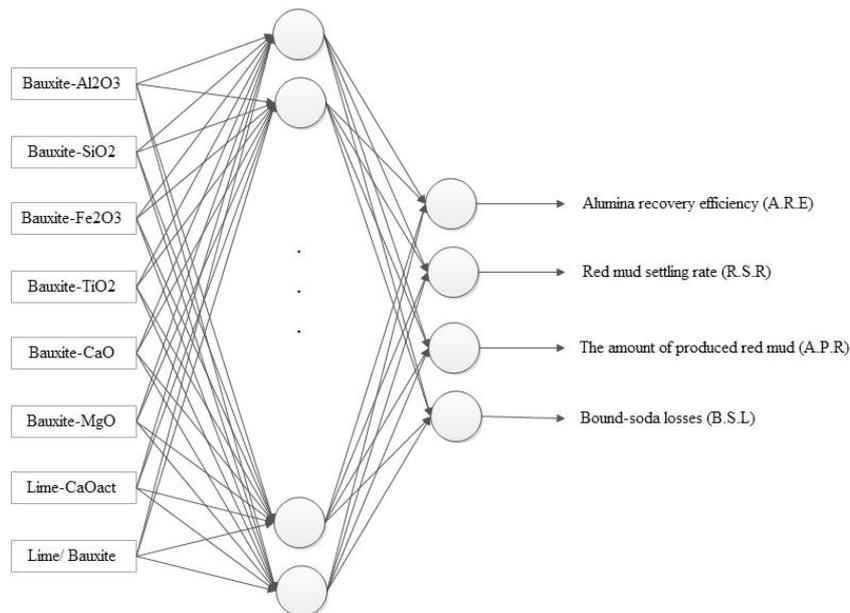 Bauxite-Al2O3
Bauxite-SiO2
Bauxite-Fe2O3
Bauxite-TiO2
Bauxite-CaO
Bauxite-MgO
Lime-CaOact
Lime/ Bauxite
Alumina recovery efficiency (A.R.E)
Red mud settling rate (R.S.R)
The amount of produced red mud (A.P.R)
Bound-soda losses (B.S.L)